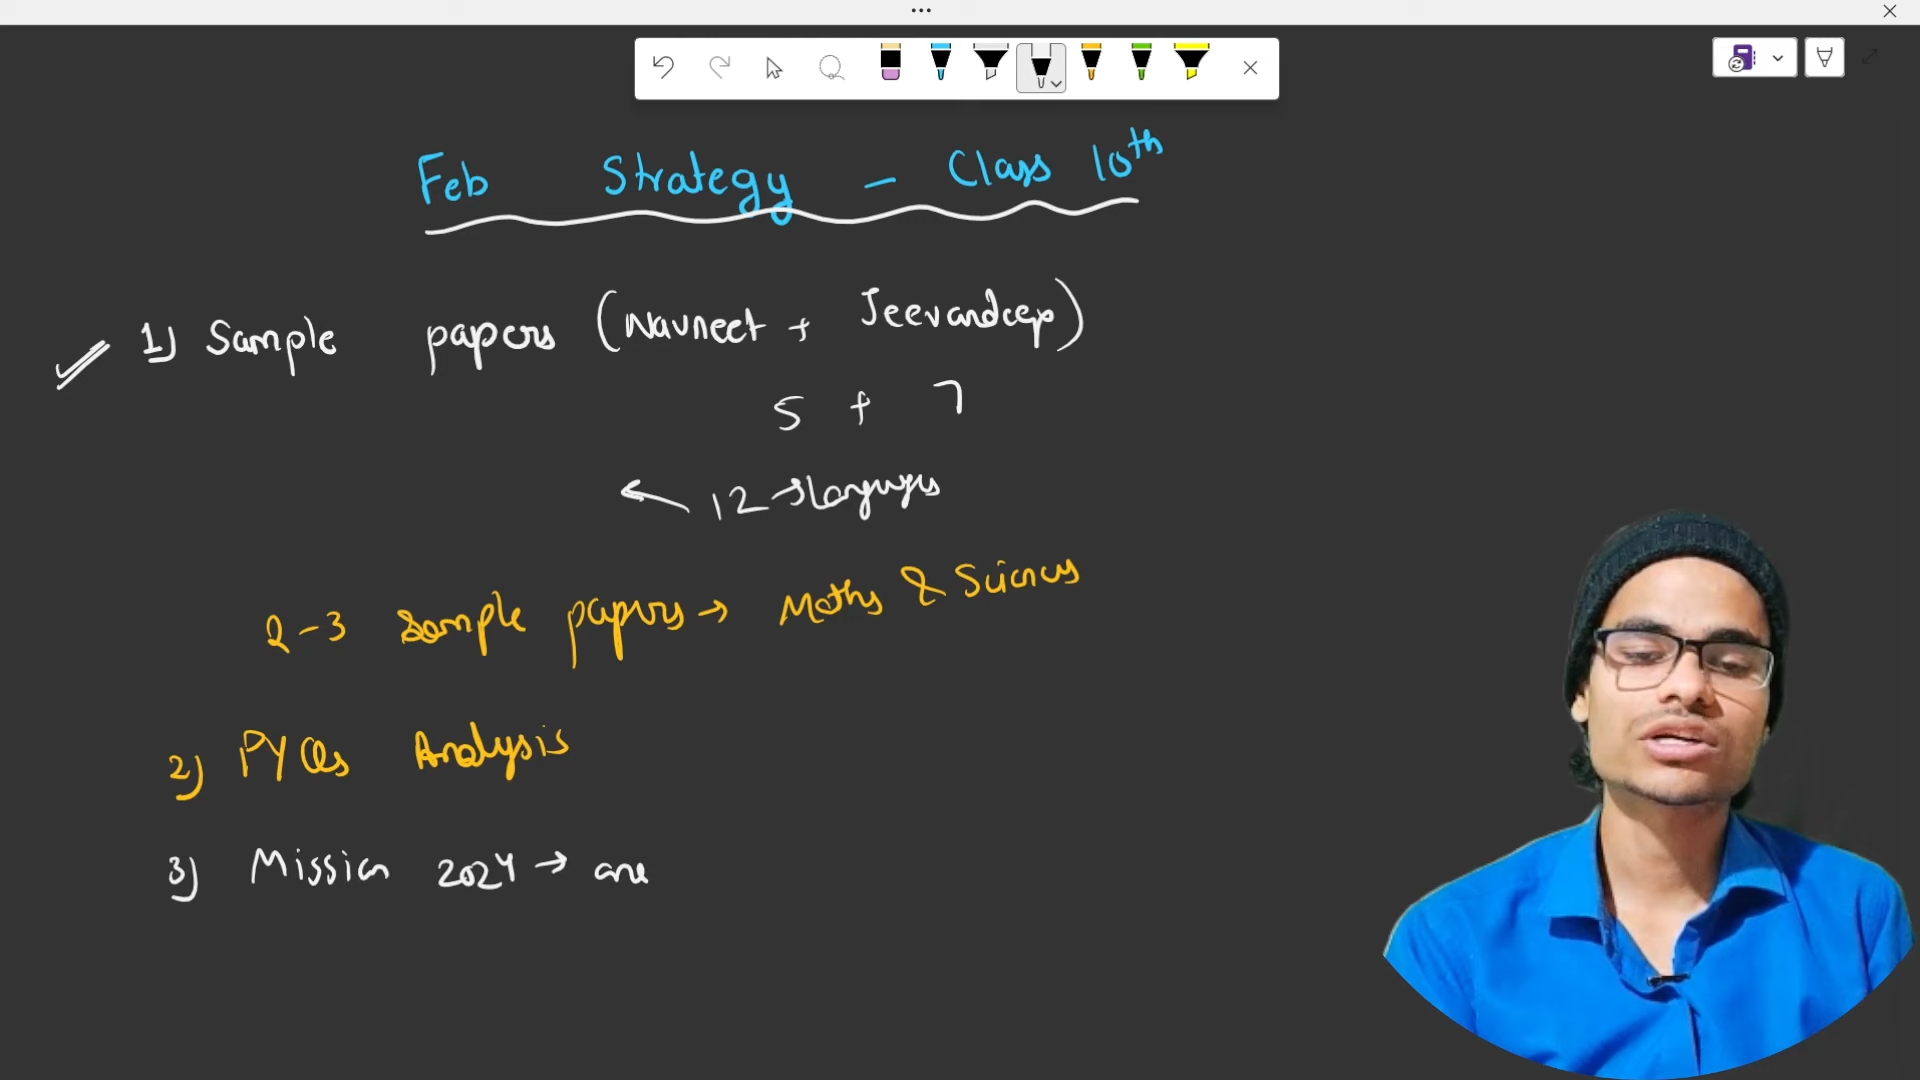 Feb Strategy - Class 10th
1) Sample papers (Navneet + Jeevandeep)
5 + 7
← 12 → languages
2-3 Sample papers → Maths & Science
2) PYQs Analysis
3) Mission 2024 → one